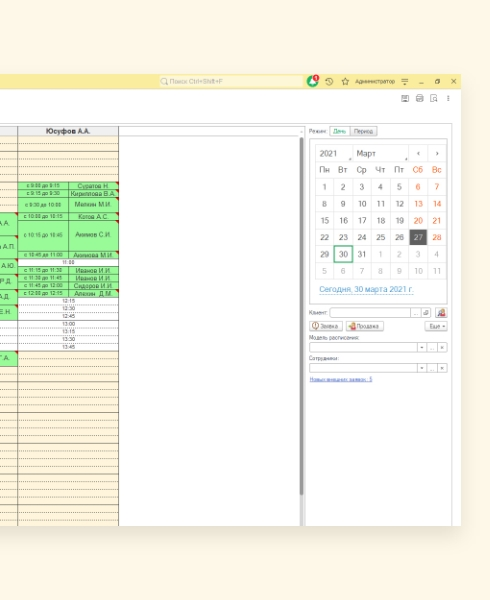 Поиск Ctrl+Shift+F
1
Администратор
Юсуфов А.А.
с 9:00 до 9:15 Суратов Н.
с 9:15 до 9:30 Кириллова В.А.
с 9:30 до 10:00 Малкин М.И.
А.А.
с 10:00 до 10:15 Котов А.С.
с 10:15 до 10:45 Акимов С.И.
А.П.
с 10:45 до 11:00 Акимова М.И.
А.Ю.
11:00
с 11:15 до 11:30 Иванов И.И.
Р.Д.
с 11:30 до 11:45 Иванов И.И.
с 11:45 до 12:00 Сидоров И.И.
А.Д.
с 12:00 до 12:15 Алехин Д.М.
12:15
Е.Н.
12:30
12:45
13:00
13:15
13:30
13:45
Г.А.
Режим: День Период
2021 Март ‹ ›
Пн Вт Ср Чт Пт Сб Вс
1 2 3 4 5 6 7
8 9 10 11 12 13 14
15 16 17 18 19 20 21
22 23 24 25 26 27 28
29 30 31 1 2 3 4
5 6 7 8 9 10 11
Сегодня, 30 марта 2021 г.
Клиент:
Заявка Продажа Еще
Модель расписания:
Сотрудники:
Новых внешних заявок: 5